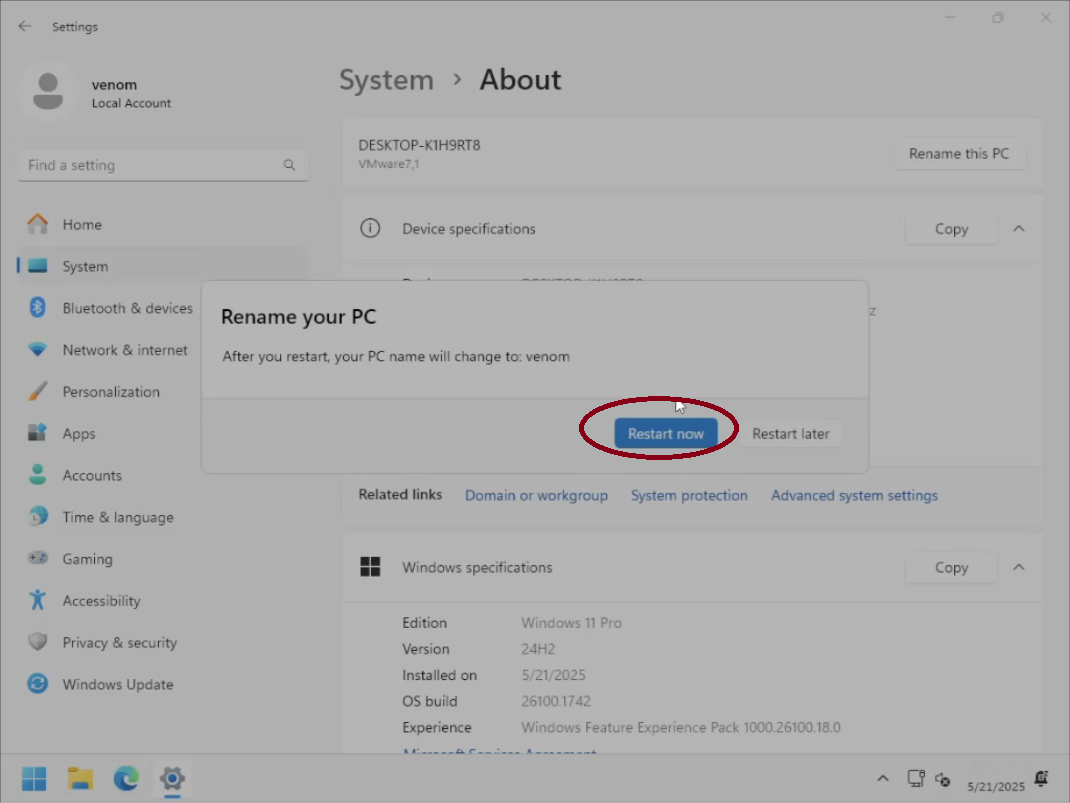 Settings
venom
Local Account
Find a setting
Home
System
Bluetooth & devices
Network & internet
Personalization
Apps
Accounts
Time & language
Gaming
Accessibility
Privacy & security
Windows Update
System › About
DESKTOP-K1H9RT8
VMware7,1
Rename this PC
Device specifications
Copy
Rename your PC
After you restart, your PC name will change to: venom
Restart now
Restart later
Related links Domain or workgroup System protection Advanced system settings
Windows specifications
Copy
Edition Windows 11 Pro
Version 24H2
Installed on 5/21/2025
OS build 26100.1742
Experience Windows Feature Experience Pack 1000.26100.18.0
Microsoft Services Agreement
5/21/2025